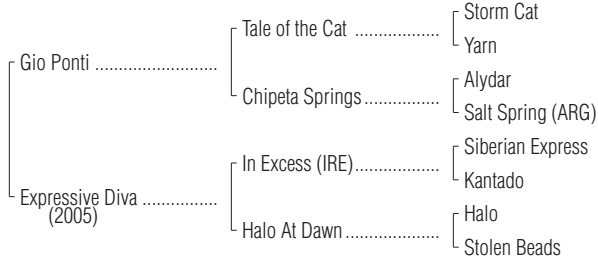 Storm Cat
Tale of the Cat ..................
Yarn
Gio Ponti ..........................
Alydar
Chipeta Springs................
Salt Spring (ARG)
Siberian Express
In Excess (IRE)..................
Kantado
Expressive Diva ................
(2005)
Halo
Halo At Dawn....................
Stolen Beads